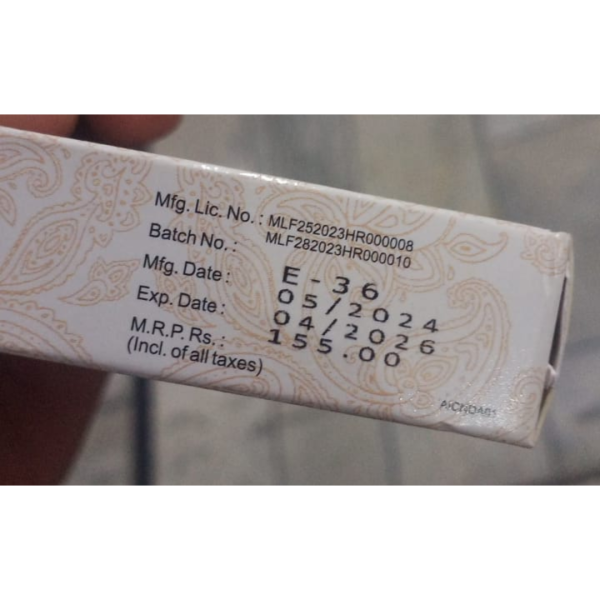 Mfg. Lic. No. : MLF252023HR000008
MLF282023HR000010
Batch No. : E - 36
Mfg. Date : 05/2024
Exp. Date : 04/2026
M.R.P. Rs. : 155.00
(Incl. of all taxes)